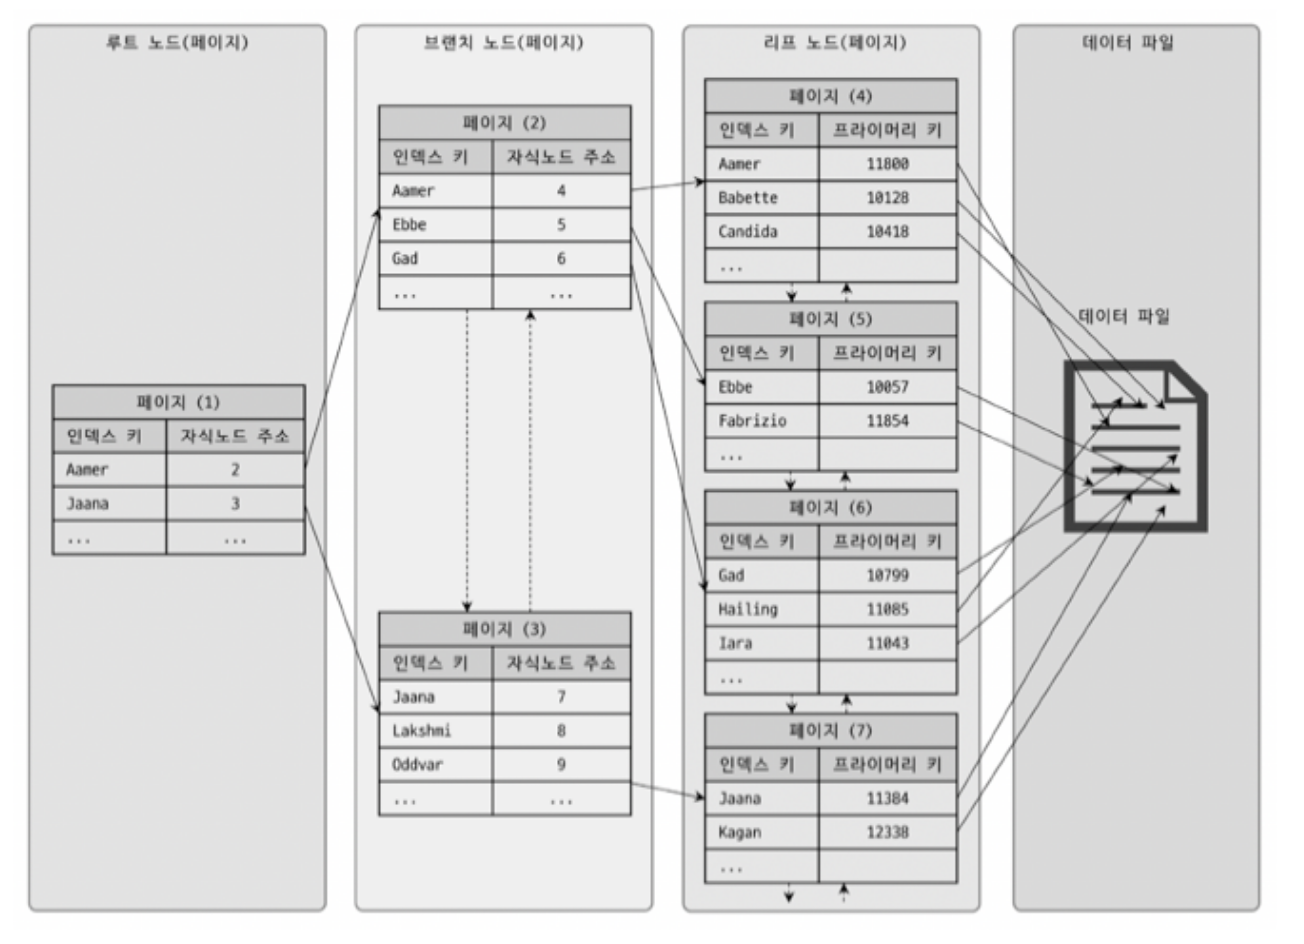 루트 노드(페이지)
페이지 (1)
인덱스 키 자식노드 주소
Aamer 2
Jaana 3
... ...
브랜치 노드(페이지)
페이지 (2)
인덱스 키 자식노드 주소
Aamer 4
Ebbe 5
Gad 6
... ...
페이지 (3)
인덱스 키 자식노드 주소
Jaana 7
Lakshmi 8
Oddvar 9
... ...
리프 노드(페이지)
페이지 (4)
인덱스 키 프라이머리 키
Aamer 11800
Babette 10128
Candida 10418
...
페이지 (5)
인덱스 키 프라이머리 키
Ebbe 10057
Fabrizio 11854
...
페이지 (6)
인덱스 키 프라이머리 키
Gad 10799
Hailing 11085
Iara 11043
...
페이지 (7)
인덱스 키 프라이머리 키
Jaana 11384
Kagan 12338
...
데이터 파일
데이터 파일